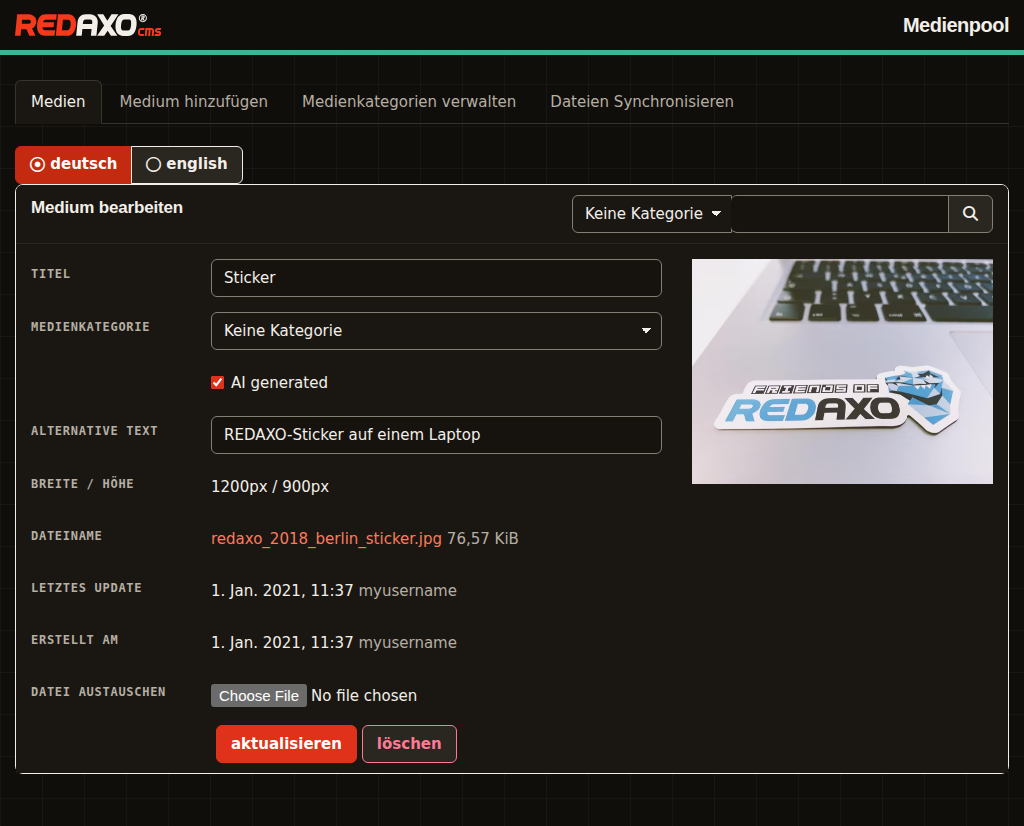 REDAXO® cms
Medienpool
Medien
Medium hinzufügen
Medienkategorien verwalten
Dateien Synchronisieren
deutsch
english
Medium bearbeiten
Keine Kategorie
TITEL
Sticker
MEDIENKATEGORIE
Keine Kategorie
AI generated
ALTERNATIVE TEXT
REDAXO-Sticker auf einem Laptop
FRIENDS OF
REDAXO
BREITE / HÖHE
1200px / 900px
DATEINAME
redaxo_2018_berlin_sticker.jpg 76,57 KiB
LETZTES UPDATE
1. Jan. 2021, 11:37 myusername
ERSTELLT AM
1. Jan. 2021, 11:37 myusername
DATEI AUSTAUSCHEN
Choose File No file chosen
aktualisieren
löschen